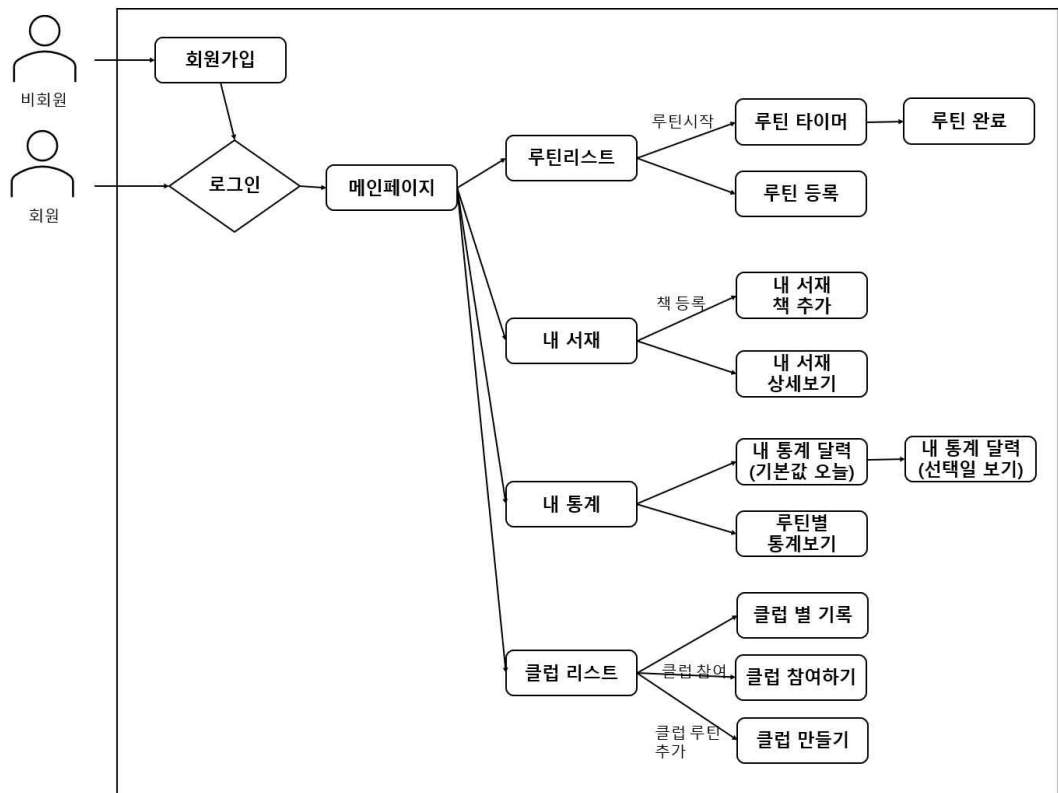 비회원
회원
회원가입
로그인
메인페이지
루틴리스트
루틴시작
루틴 타이머
루틴 완료
루틴 등록
내 서재
책 등록
내 서재
책 추가
내 서재
상세보기
내 통계
내 통계 달력
(기본값 오늘)
내 통계 달력
(선택일 보기)
루틴별
통계보기
클럽 리스트
클럽 별 기록
클럽 참여
클럽 참여하기
클럽 루틴
추가
클럽 만들기